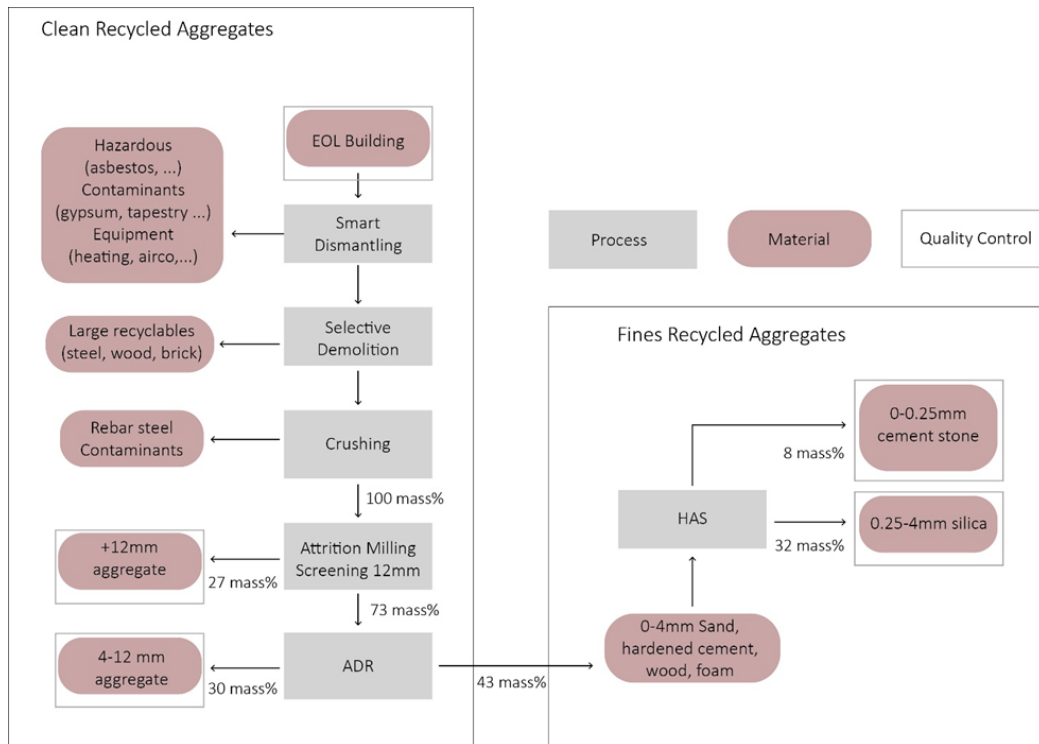 Clean Recycled Aggregates
EOL Building
Hazardous
(asbestos, ...)
Contaminants
(gypsum, tapestry ...)
Equipment
(heating, airco,...)
Smart
Dismantling
Large recyclables
(steel, wood, brick)
Selective
Demolition
Rebar steel
Contaminants
Crushing
100 mass%
+12mm
aggregate
27 mass%
Attrition Milling
Screening 12mm
73 mass%
4-12 mm
aggregate
30 mass%
ADR
43 mass%
Process
Material
Quality Control
Fines Recycled Aggregates
0-0.25mm
cement stone
8 mass%
HAS
0.25-4mm silica
32 mass%
0-4mm Sand,
hardened cement,
wood, foam